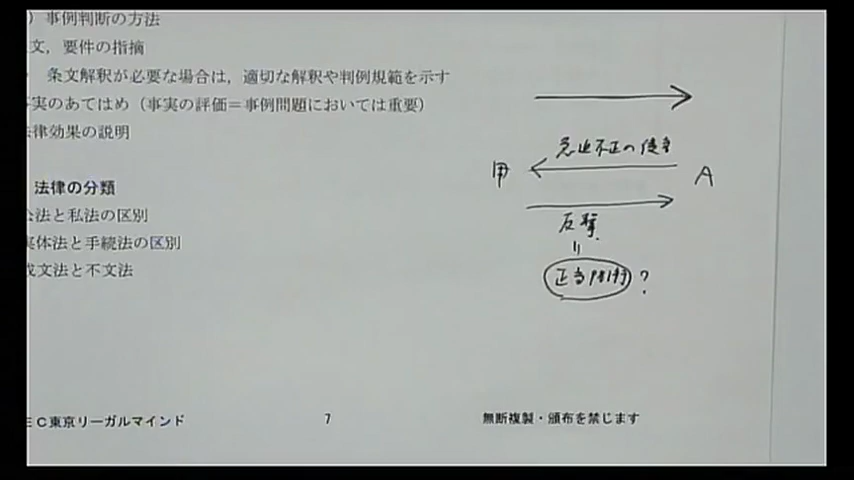 ）事例判断の方法
文，要件の指摘
条文解釈が必要な場合は，適切な解釈や判例規範を示す
事実のあてはめ（事実の評価＝事例問題においては重要）
法律効果の説明
法律の分類
公法と私法の区別
実体法と手続法の区別
成文法と不文法
急迫不正の侵害
甲
A
反撃
〃
正当防衛?
ＥＣ東京リーガルマインド
7
無断複製・頒布を禁じます